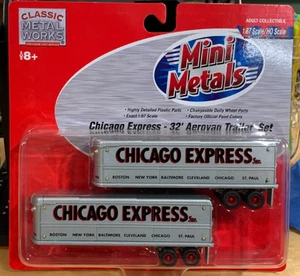 CLASSIC
METAL
WORKS
8+
ADULT COLLECTIBLE
1:87 Scale/HO Scale
Mini
Metals
• Highly Detailed Plastic Parts
• Exact 1:87 Scale
• Changeable Dually Wheel Ports
• Factory Official Paint Colors
Chicago Express - 32' Aerovan Trailer Set
CHICAGO EXPRESS, Inc.
BOSTON NEW YORK BALTIMORE CLEVELAND CHICAGO ST. PAUL
CHICAGO EXPRESS, Inc.
BOSTON NEW YORK BALTIMORE CLEVELAND CHICAGO ST. PAUL